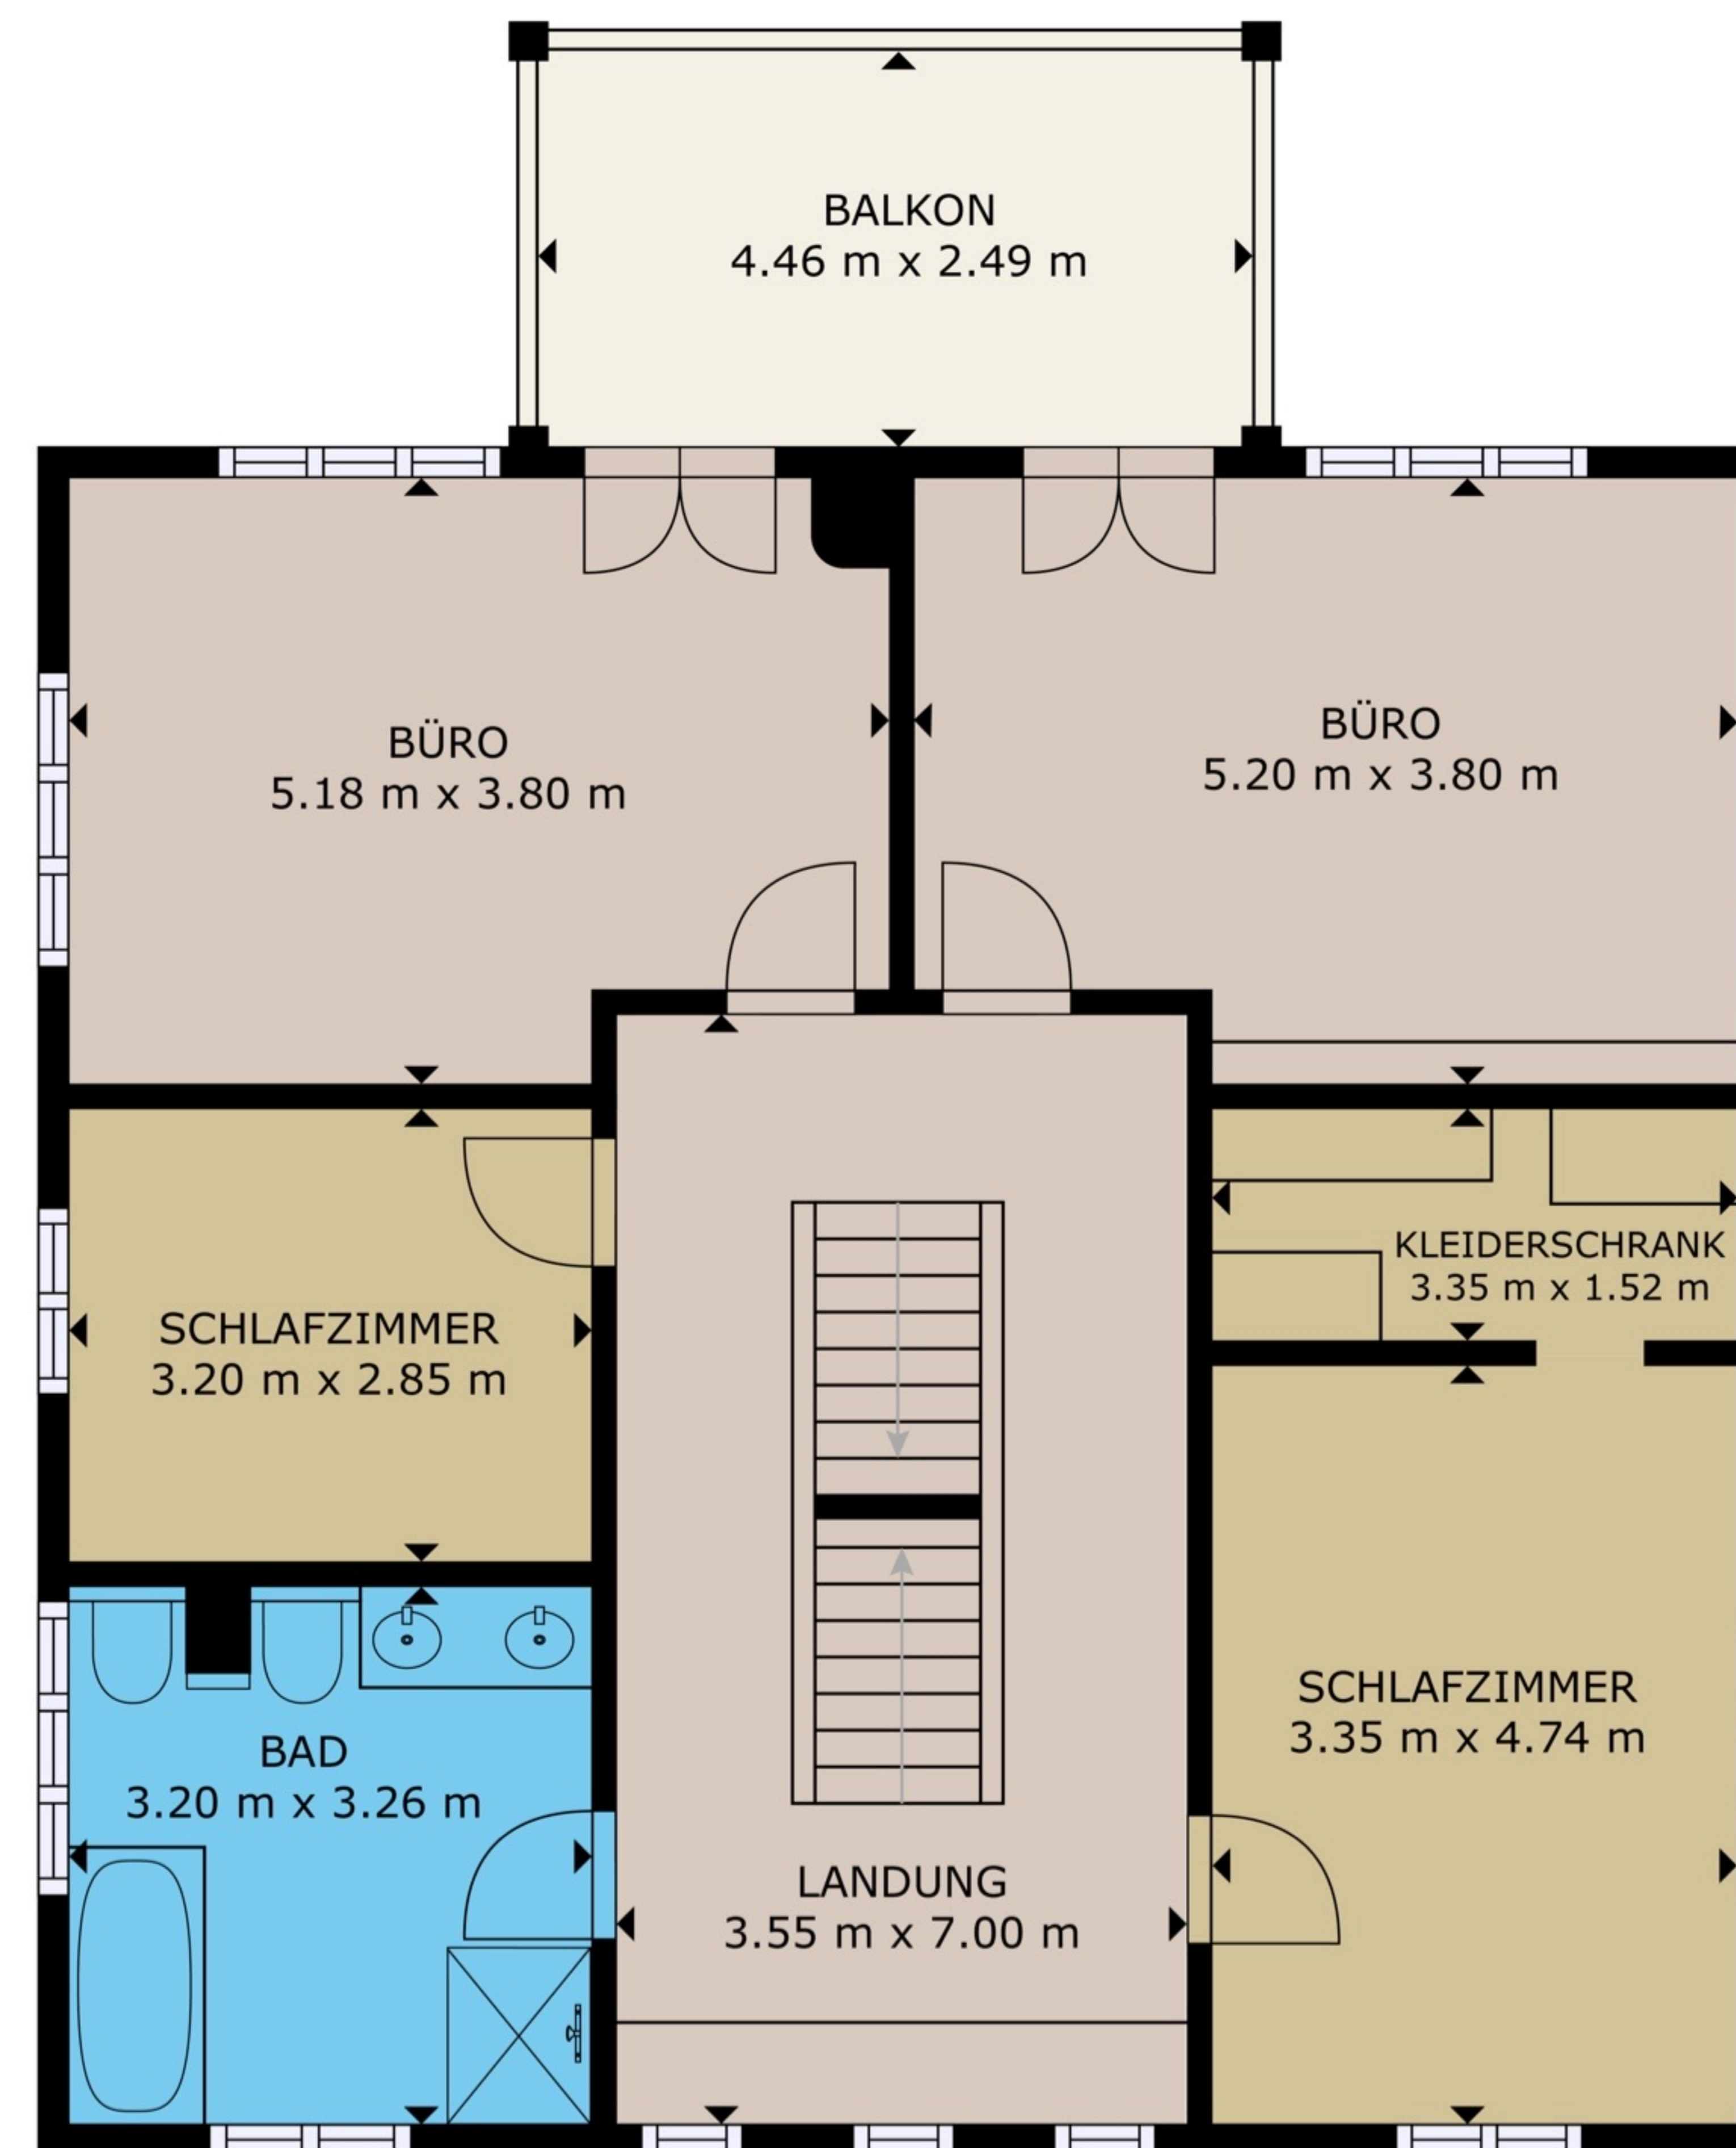 BALKON
4.46 m x 2.49 m
BÜRO
5.18 m x 3.80 m
BÜRO
5.20 m x 3.80 m
KLEIDERSCHRANK
3.35 m x 1.52 m
SCHLAFZIMMER
3.20 m x 2.85 m
SCHLAFZIMMER
3.35 m x 4.74 m
BAD
3.20 m x 3.26 m
LANDUNG
3.55 m x 7.00 m